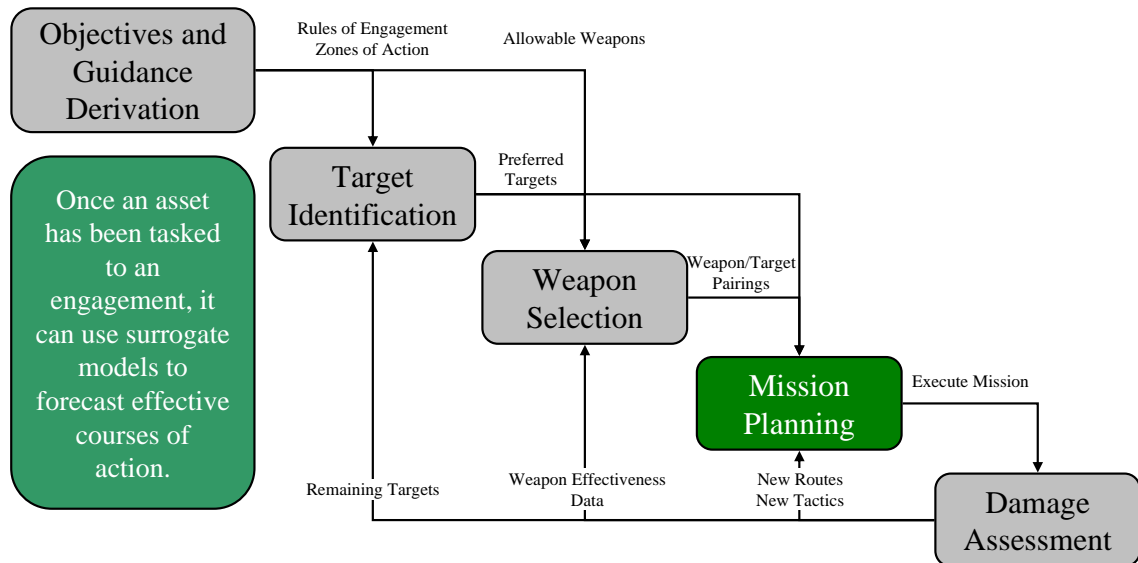 Objectives and
Guidance
Derivation
Rules of Engagement
Zones of Action
Allowable Weapons
Target
Identification
Preferred
Targets
Once an asset
has been tasked
to an
engagement, it
can use surrogate
models to
forecast effective
courses of
action.
Weapon
Selection
Weapon/Target
Pairings
Mission
Planning
Execute Mission
Remaining Targets
Weapon Effectiveness
Data
New Routes
New Tactics
Damage
Assessment